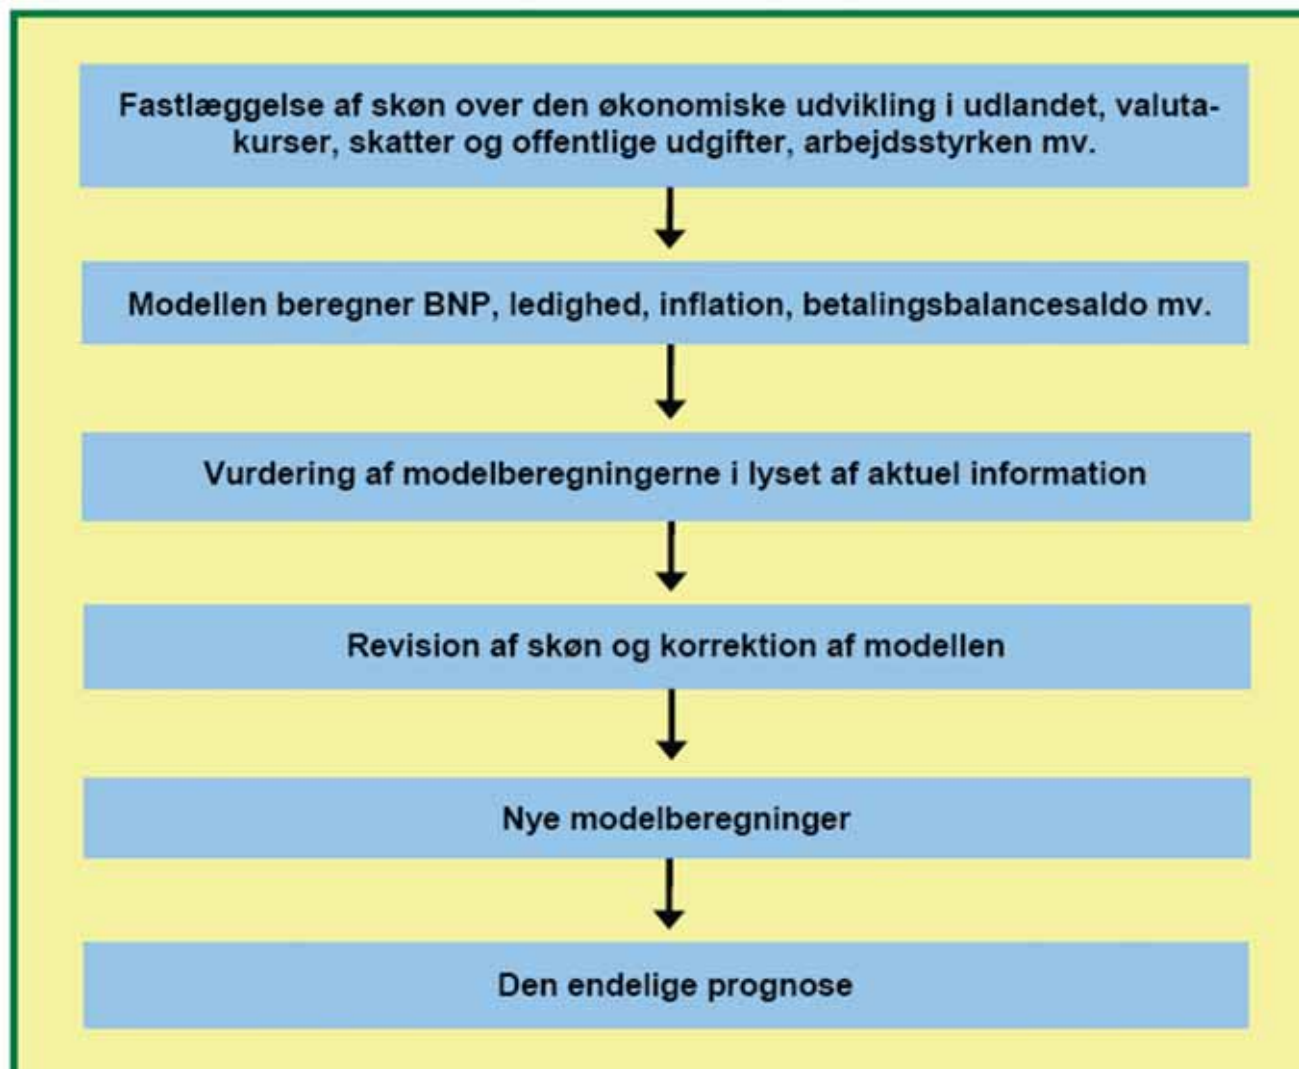 Fastlæggelse af skøn over den økonomiske udvikling i udlandet, valuta-
kurser, skatter og offentlige udgifter, arbejdsstyrken mv.
Modellen beregner BNP, ledighed, inflation, betalingsbalancesaldo mv.
Vurdering af modelberegningerne i lyset af aktuel information
Revision af skøn og korrektion af modellen
Nye modelberegninger
Den endelige prognose